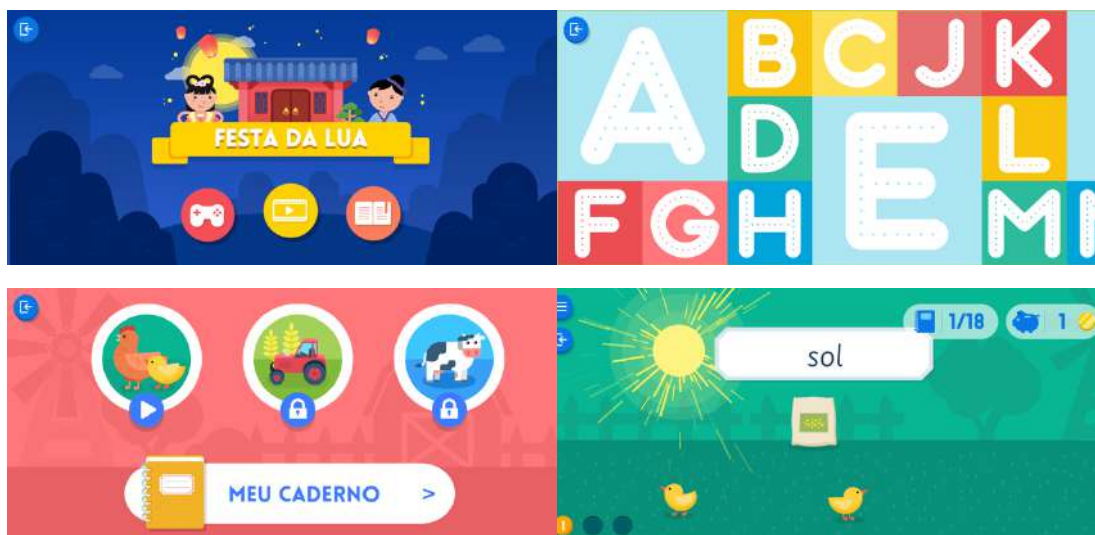 FESTA DA LUA
A B C J K
D E L
F G H M
MEU CADERNO >
1/18 1
sol